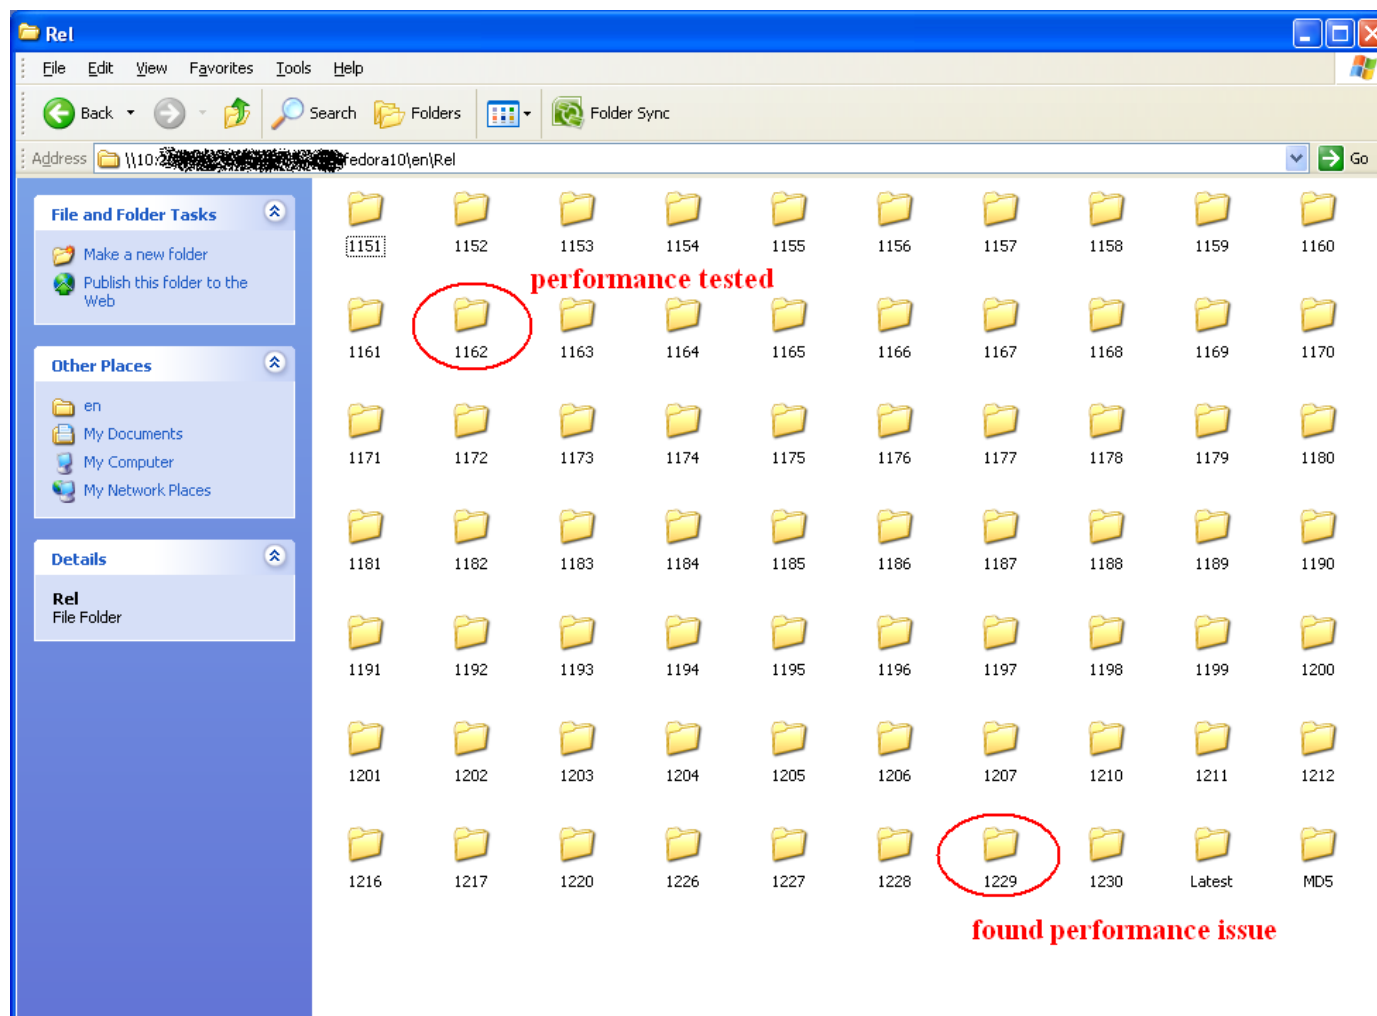 Rel
File Edit View Favorites Tools Help
Back Search Folders Folder Sync
Address \\10. fedora10\en\Rel Go
File and Folder Tasks
Make a new folder
Publish this folder to the
Web
Other Places
en
My Documents
My Computer
My Network Places
Details
Rel
File Folder
1151 1152 1153 1154 1155 1156 1157 1158 1159 1160
performance tested
1161 1162 1163 1164 1165 1166 1167 1168 1169 1170
1171 1172 1173 1174 1175 1176 1177 1178 1179 1180
1181 1182 1183 1184 1185 1186 1187 1188 1189 1190
1191 1192 1193 1194 1195 1196 1197 1198 1199 1200
1201 1202 1203 1204 1205 1206 1207 1210 1211 1212
1216 1217 1220 1226 1227 1228 1229 1230 Latest MD5
found performance issue